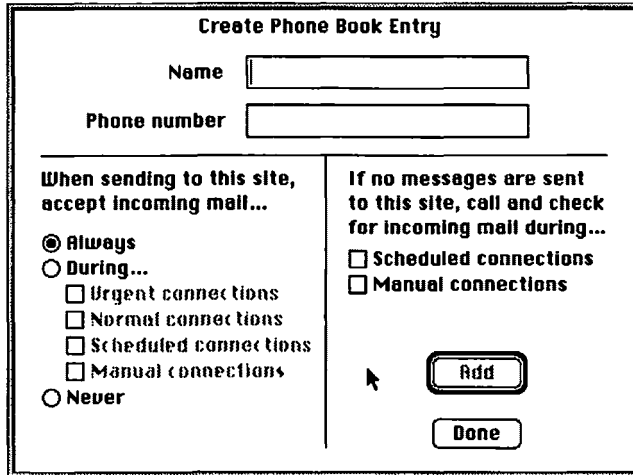 Create Phone Book Entry
Name
Phone number
When sending to this site,
accept incoming mail...
Always
During...
Urgent connections
Normal connections
Scheduled connections
Manual connections
Never
If no messages are sent
to this site, call and check
for incoming mail during...
Scheduled connections
Manual connections
Add
Done